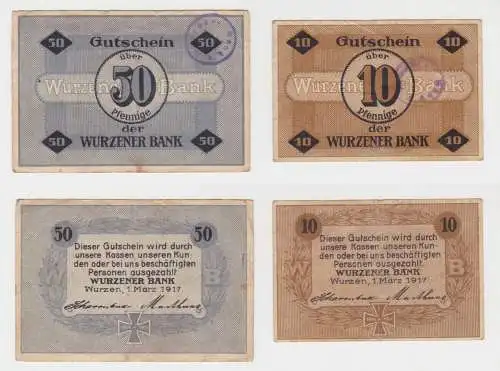 50 Gutschein 50
über
Wurzener Bank
50
Pfennige
der
50 WURZENER BANK 50
10 Gutschein 10
über
Wurzener Bank
10
Pfennige
der
10 WURZENER BANK 10
50 50
Dieser Gutschein wird durch
unsere Kassen unseren Kun-
den oder bei uns beschäftigten
Personen ausgezahlt.
WURZENER BANK
Wurzen, 1. März 1917
B
10 10
Dieser Gutschein wird durch
unsere Kassen unseren Kun-
den oder bei uns beschäftigten
Personen ausgezahlt.
WURZENER BANK
Wurzen, 1. März 1917
B